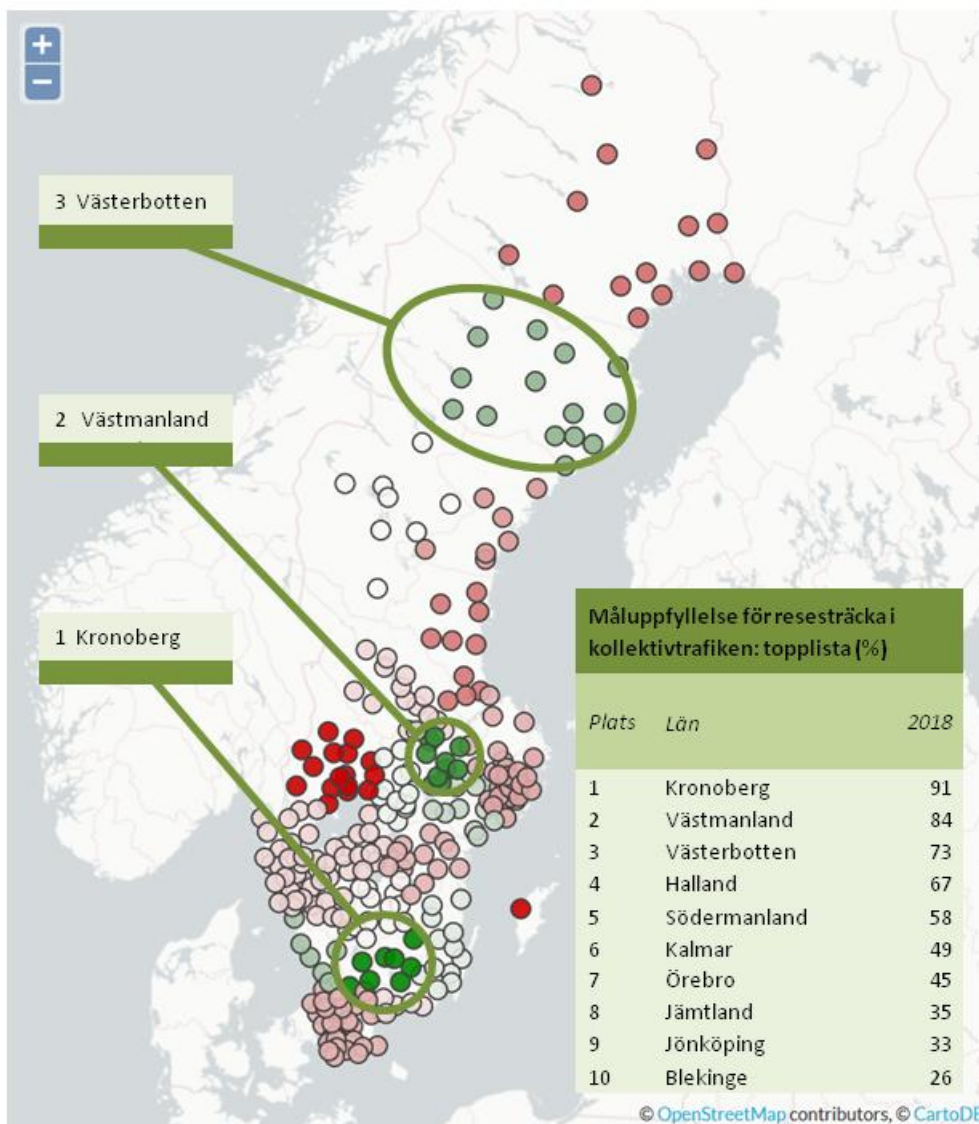 +
−
3 Västerbotten
2 Västmanland
1 Kronoberg
Måluppfyllelse för resesträcka i
kollektivtrafiken: topplista (%)
Plats Län 2018
1 Kronoberg 91
2 Västmanland 84
3 Västerbotten 73
4 Halland 67
5 Södermanland 58
6 Kalmar 49
7 Örebro 45
8 Jämtland 35
9 Jönköping 33
10 Blekinge 26
© OpenStreetMap contributors, © CartoDB